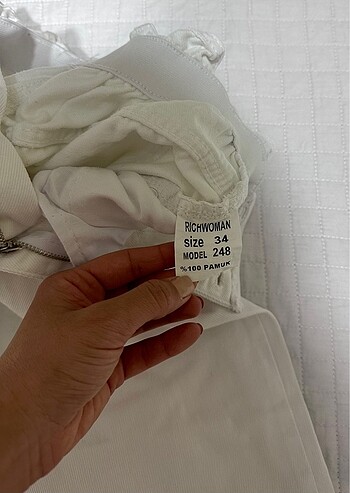 RICHWOMAN
size 34
MODEL 248
%100 PAMUK